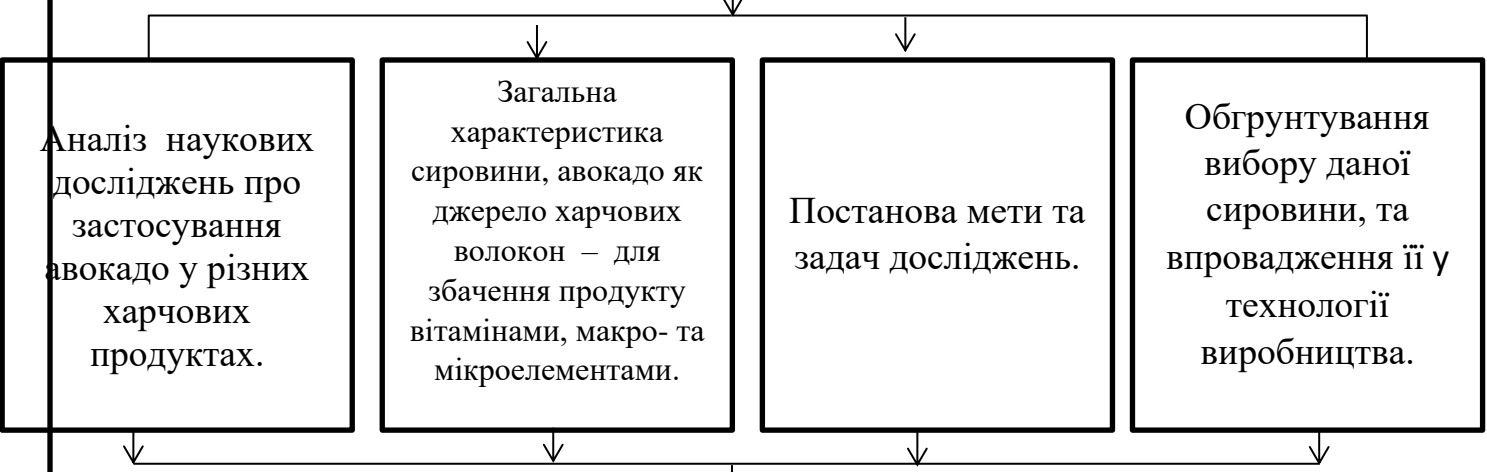 Аналіз наукових
досліджень про
застосування
авокадо у різних
харчових
продуктах.
Загальна
характеристика
сировини, авокадо як
джерело харчових
волокон – для
збачення продукту
вітамінами, макро- та
мікроелементами.
Постанова мети та
задач досліджень.
Обгрунтування
вибору даної
сировини, та
впровадження її у
технології
виробництва.